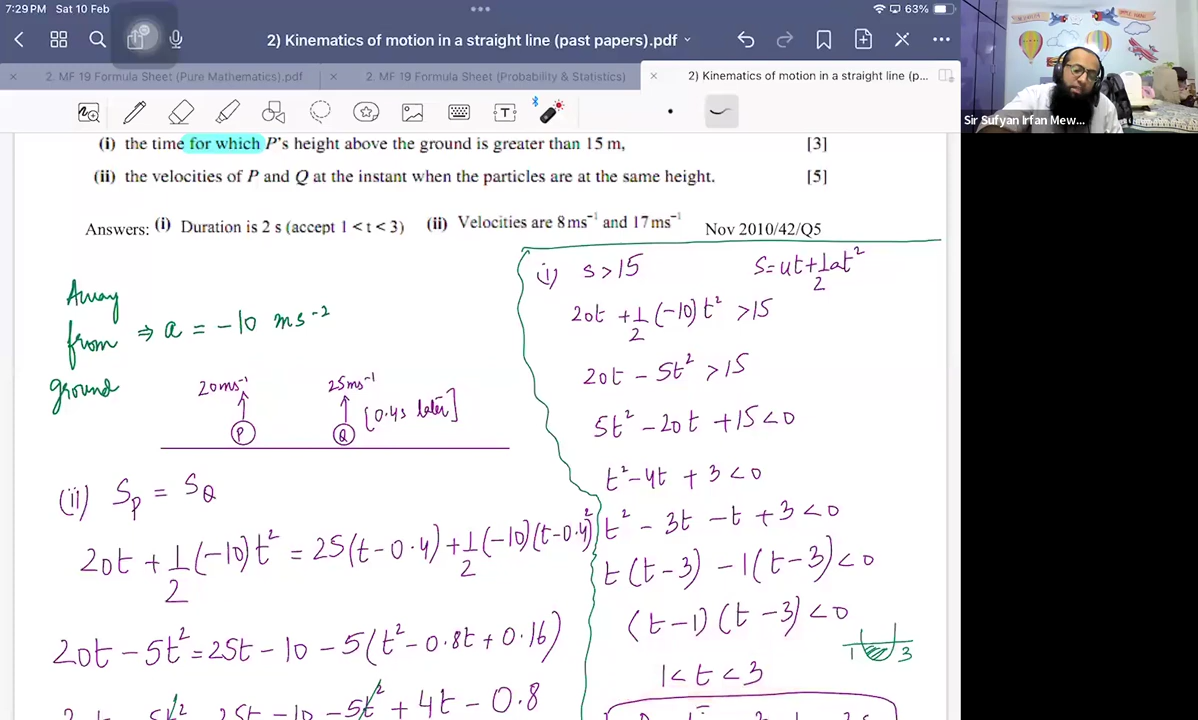 7:29 PM Sat 10 Feb
63%
2) Kinematics of motion in a straight line (past papers).pdf
2. MF 19 Formula Sheet (Pure Mathematics).pdf
2. MF 19 Formula Sheet (Probability & Statistics)
2) Kinematics of motion in a straight line (p...
Sir Sufyan Irfan Mew...
(i) the time for which P's height above the ground is greater than 15 m, [3]
(ii) the velocities of P and Q at the instant when the particles are at the same height. [5]
Answers: (i) Duration is 2 s (accept 1 < t < 3) (ii) Velocities are 8 ms⁻¹ and 17 ms⁻¹ Nov 2010/42/Q5
Away from ground ⇒ a = -10 ms⁻²
20ms⁻¹
25ms⁻¹
[0.4s later]
P
Q
(ii) Sp = SQ
20t + 1/2 (-10)t² = 25(t-0.4) + 1/2 (-10)(t-0.4)²
20t - 5t² = 25t - 10 - 5(t² - 0.8t + 0.16)
25t - 10 - 5t² + 4t - 0.8
(i) s > 15
s = ut + 1/2 at²
20t + 1/2 (-10)t² > 15
20t - 5t² > 15
5t² - 20t + 15 < 0
t² - 4t + 3 < 0
t² - 3t - t + 3 < 0
t(t-3) - 1(t-3) < 0
(t-1)(t-3) < 0
1 3
1 < t < 3